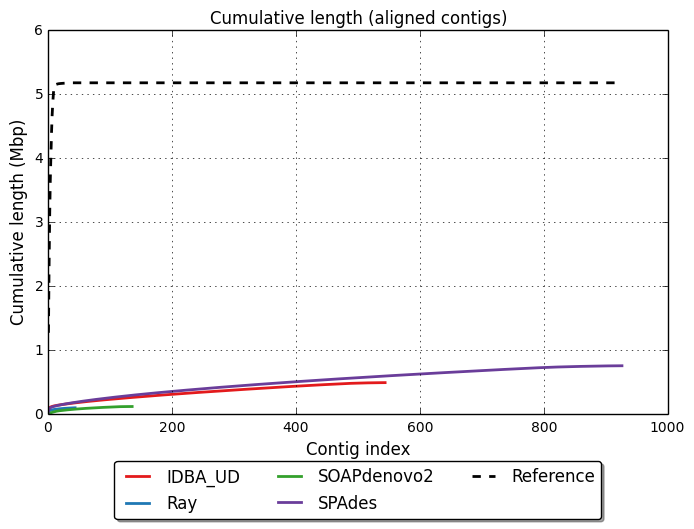 Cumulative length (aligned contigs)
6
5
4
3
2
1
0
Cumulative length (Mbp)
0 200 400 600 800 1000
Contig index
IDBA_UD SOAPdenovo2 Reference
Ray SPAdes